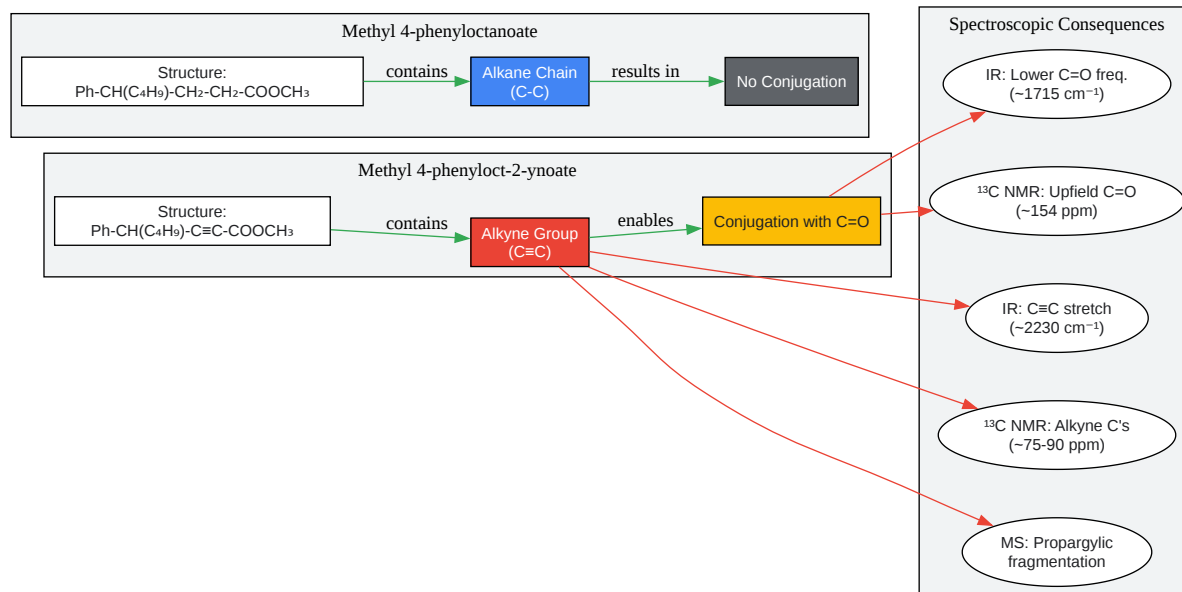 Methyl 4-phenyloctanoate
Structure:
Ph-CH(C₄H₉)-CH₂-CH₂-COOCH₃
contains
Alkane Chain
(C-C)
results in
No Conjugation
Methyl 4-phenyloct-2-ynoate
Structure:
Ph-CH(C₄H₉)-C≡C-COOCH₃
contains
Alkyne Group
(C≡C)
enables
Conjugation with C=O
Spectroscopic Consequences
IR: Lower C=O freq.
(~1715 cm⁻¹)
¹³C NMR: Upfield C=O
(~154 ppm)
IR: C≡C stretch
(~2230 cm⁻¹)
¹³C NMR: Alkyne C's
(~75-90 ppm)
MS: Propargylic
fragmentation